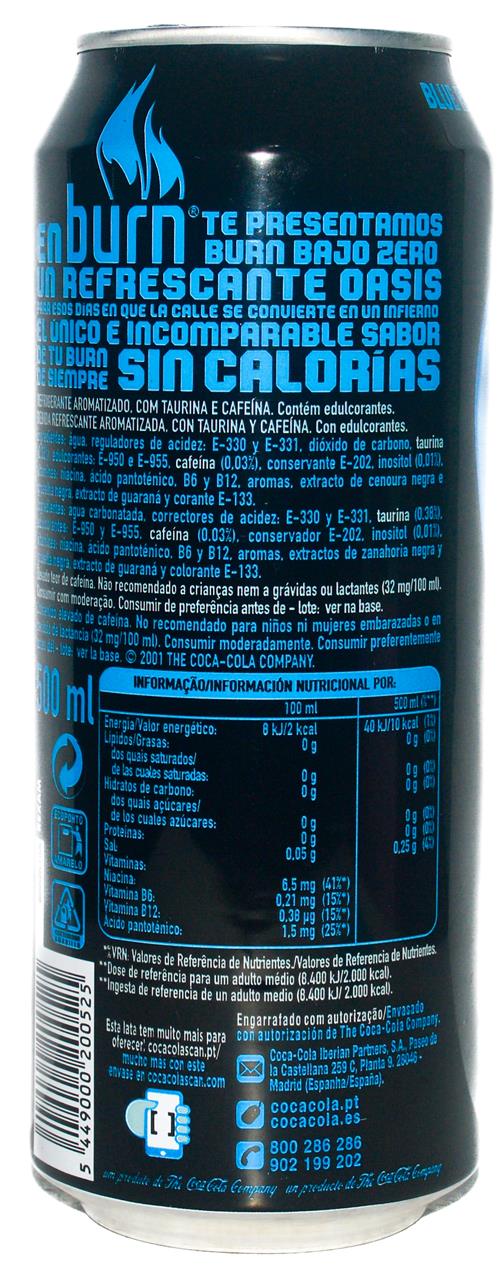 BLUE
En burn® TE PRESENTAMOS
BURN BAJO ZERO
UN REFRESCANTE OASIS
PARA ESOS DIAS EN QUE LA CALLE SE CONVIERTE EN UN INFIERNO
EL UNICO E INCOMPARABLE SABOR
DE TU BURN
DE SIEMPRE SIN CALORÍAS
REFRIGERANTE AROMATIZADO, COM TAURINA E CAFEÍNA. Contém edulcorantes.
BEBIDA REFRESCANTE AROMATIZADA, CON TAURINA Y CAFEÍNA. Con edulcorantes.
água, reguladores de acidez: E-330 y E-331, dióxido de carbono, taurina
edulcorantes: E-950 e E-955, cafeína (0.03%), conservante E-202, inositol (0.01%),
niacina, ácido pantoténico, B6 y B12, aromas, extracto de cenoura negra e
negra, extracto de guaraná y corante E-133.
agua carbonatada, correctores de acidez: E-330 y E-331, taurina (0.38%),
E-950 y E-955, cafeína (0.03%), conservador E-202, inositol (0.01%),
niacina, ácido pantoténico, B6 y B12, aromas, extractos de zanahoria negra y
negra, extracto de guaraná y colorante E-133.
teor de cafeína. Não recomendado a crianças nem a grávidas ou lactantes (32 mg/100 ml).
Consumir com moderação. Consumir de preferência antes de - lote: ver na base.
elevado de cafeína. No recomendado para niños ni mujeres embarazadas o en
de lactancia (32 mg/100 ml). Consumir moderadamente. Consumir preferentemente
del - lote: ver la base. © 2001 THE COCA-COLA COMPANY.
500 ml
INFORMAÇÃO/INFORMACIÓN NUTRICIONAL POR:
100 ml 500 ml (%**)
Energia/Valor energético: 8 kJ/2 kcal 40 kJ/10 kcal (1%)
Lípidos/Grasas: 0 g 0 g (0%)
dos quais saturados/
de las cuales saturadas: 0 g 0 g (0%)
Hidratos de carbono: 0 g 0 g (0%)
dos quais açúcares/
de los cuales azúcares: 0 g 0 g (0%)
Proteínas: 0 g 0 g (0%)
Sal: 0,05 g 0,25 g (4%)
Vitaminas:
Niacina: 6,5 mg (41%*)
Vitamina B6: 0,21 mg (15%*)
Vitamina B12: 0,38 µg (15%*)
Ácido pantoténico: 1,5 mg (25%*)
ECOPONTO
AMARELO
*%VRN: Valores de Referência de Nutrientes./Valores de Referencia de Nutrientes.
**Dose de referência para um adulto médio (8.400 kJ/2.000 kcal).
**Ingesta de referencia de un adulto medio (8.400 kJ/ 2.000 kcal).
Esta lata tem muito mais para
oferecer: cocacolascan.pt/
mucho más con este
envase en cocacolascan.com
Engarrafado com autorização/Envasado
con autorización de The Coca-Cola Company.
Coca-Cola Iberian Partners, S.A. Paseo de
la Castellana 259 C, Planta 9. 28046 -
Madrid (Espanha/España).
cocacola.pt
cocacola.es
800 286 286
902 199 202
5 449000 200525
um produto de The Coca-Cola Company un producto de The Coca-Cola Company